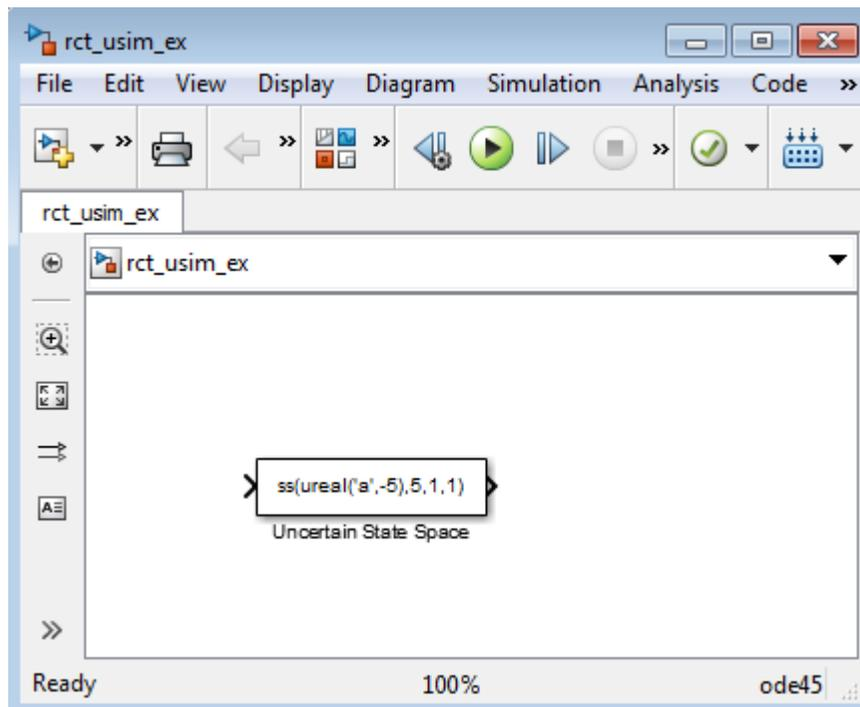 rct_usim_ex
File Edit View Display Diagram Simulation Analysis Code »
» » » »
rct_usim_ex
rct_usim_ex
ss(ureal('a',-5),5,1,1)
Uncertain State Space
A
»
Ready 100% ode45